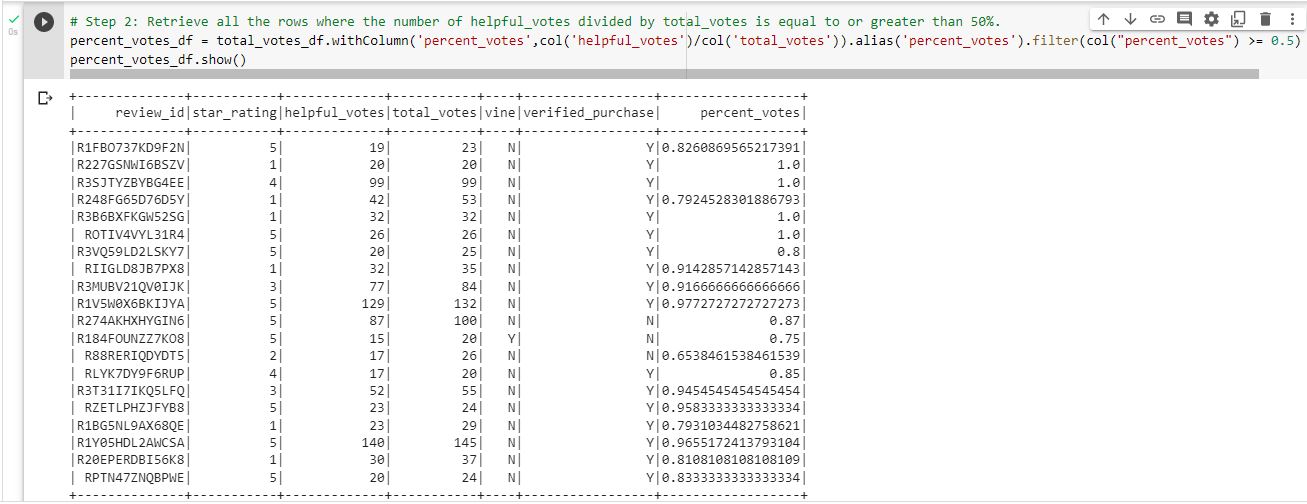 # Step 2: Retrieve all the rows where the number of helpful_votes divided by total_votes is equal to or greater than 50%.
percent_votes_df = total_votes_df.withColumn('percent_votes',col('helpful_votes')/col('total_votes')).alias('percent_votes').filter(col("percent_votes") >= 0.5)
0s
percent_votes_df.show()
+--------------+-----------+-------------+-----------+----+-----------------+------------------+
|     review_id|star_rating|helpful_votes|total_votes|vine|verified_purchase|     percent_votes|
+--------------+-----------+-------------+-----------+----+-----------------+------------------+
|R1FBO737KD9F2N|          5|           19|         23|   N|                Y|0.8260869565217391|
|R227GSNWI6BSZV|          1|           20|         20|   N|                Y|               1.0|
|R3SJTYZBYBG4EE|          4|           99|         99|   N|                Y|               1.0|
|R248FG65D76D5Y|          1|           42|         53|   N|                Y|0.7924528301886793|
|R3B6BXFKGW52SG|          1|           32|         32|   N|                Y|               1.0|
| ROTIV4VYL31R4|          5|           26|         26|   N|                Y|               1.0|
|R3VQ59LD2LSKY7|          5|           20|         25|   N|                Y|               0.8|
| RIIGLD8JB7PX8|          1|           32|         35|   N|                Y|0.9142857142857143|
|R3MUBV21QV0IJK|          3|           77|         84|   N|                Y|0.9166666666666666|
|R1V5W0X6BKIJYA|          5|          129|        132|   N|                Y|0.9772727272727273|
|R274AKHXHYGIN6|          5|           87|        100|   N|                N|              0.87|
|R184FOUNZZ7KO8|          5|           15|         20|   Y|                N|              0.75|
| R88RERIQDYDT5|          2|           17|         26|   N|                N|0.6538461538461539|
| RLYK7DY9F6RUP|          4|           17|         20|   N|                Y|              0.85|
|R3T31I7IKQ5LFQ|          3|           52|         55|   N|                Y|0.9454545454545454|
| RZETLPHZJFYB8|          5|           23|         24|   N|                Y|0.9583333333333334|
|R1BG5NL9AX68QE|          1|           23|         29|   N|                Y|0.7931034482758621|
|R1Y05HDL2AWCSA|          5|          140|        145|   N|                Y|0.9655172413793104|
|R20EPERDBI56K8|          1|           30|         37|   N|                Y|0.8108108108108109|
| RPTN47ZNQBPWE|          5|           20|         24|   N|                Y|0.8333333333333334|
+--------------+-----------+-------------+-----------+----+-----------------+------------------+